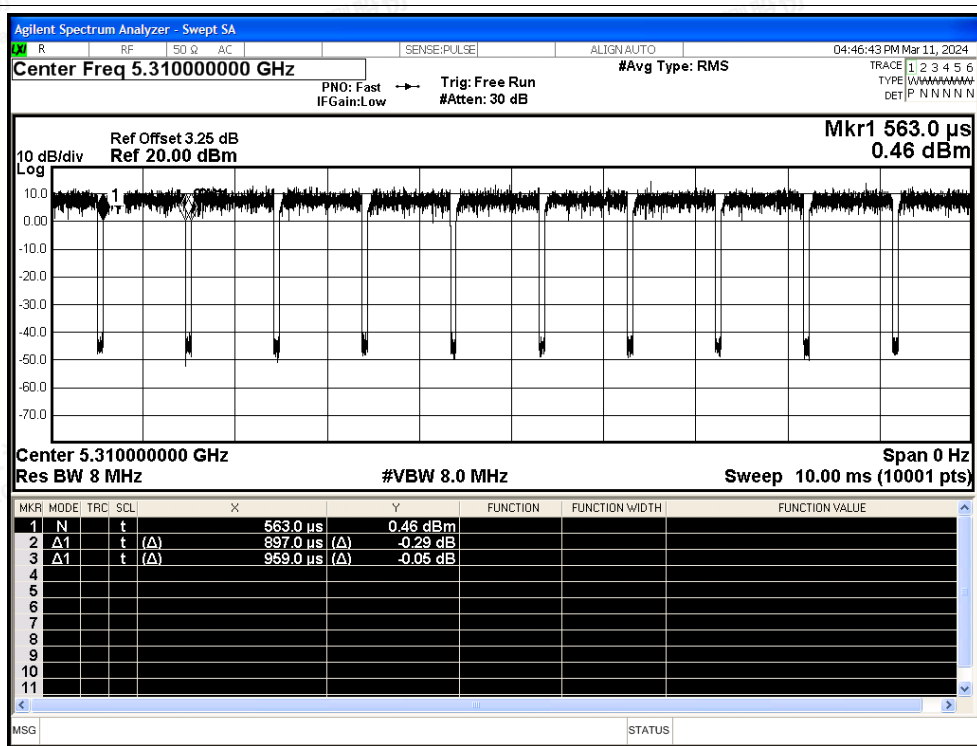 Agilent Spectrum Analyzer - Swept SA
LXI R RF 50 Ω AC SENSE:PULSE ALIGN AUTO 04:46:43 PM Mar 11, 2024
Center Freq 5.310000000 GHz #Avg Type: RMS TRACE 1 2 3 4 5 6
PNO: Fast Trig: Free Run TYPE W
IFGain:Low #Atten: 30 dB DET P N N N N N
Mkr1 563.0 µs
Ref Offset 3.25 dB
10 dB/div Ref 20.00 dBm 0.46 dBm
Log
10.0
1
0.00
-10.0
-20.0
-30.0
-40.0
-50.0
-60.0
-70.0
Center 5.310000000 GHz Span 0 Hz
Res BW 8 MHz #VBW 8.0 MHz Sweep 10.00 ms (10001 pts)
MKR MODE TRC SCL X Y FUNCTION FUNCTION WIDTH FUNCTION VALUE
1 N t 563.0 µs 0.46 dBm
2 Δ1 t (Δ) 897.0 µs (Δ) -0.29 dB
3 Δ1 t (Δ) 959.0 µs (Δ) -0.05 dB
4
5
6
7
8
9
10
11
MSG STATUS